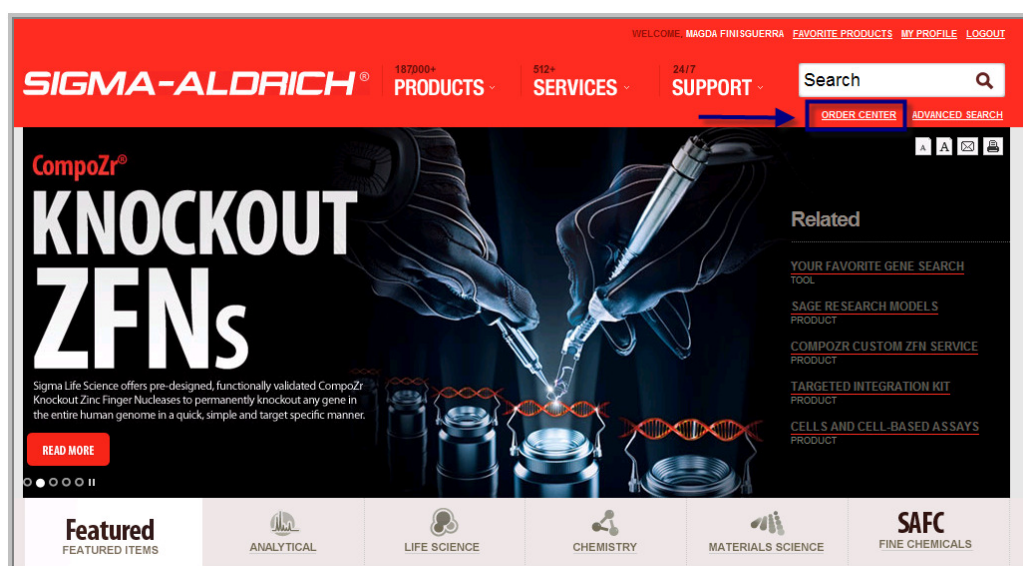 WELCOME, MAGDA FINISGUERRA FAVORITE PRODUCTS MY PROFILE LOGOUT
SIGMA-ALDRICH®
187,000+
PRODUCTS
512+
SERVICES
24/7
SUPPORT
Search
ORDER CENTER ADVANCED SEARCH
A A
CompoZr®
KNOCKOUT
ZFNs
Sigma Life Science offers pre-designed, functionally validated CompoZr
Knockout Zinc Finger Nucleases to permanently knockout any gene in
the entire human genome in a quick, simple and target specific manner.
READ MORE
Related
YOUR FAVORITE GENE SEARCH
TOOL
SAGE RESEARCH MODELS
PRODUCT
COMPOZR CUSTOM ZFN SERVICE
PRODUCT
TARGETED INTEGRATION KIT
PRODUCT
CELLS AND CELL-BASED ASSAYS
PRODUCT
Featured
FEATURED ITEMS
ANALYTICAL
LIFE SCIENCE
CHEMISTRY
MATERIALS SCIENCE
SAFC
FINE CHEMICALS